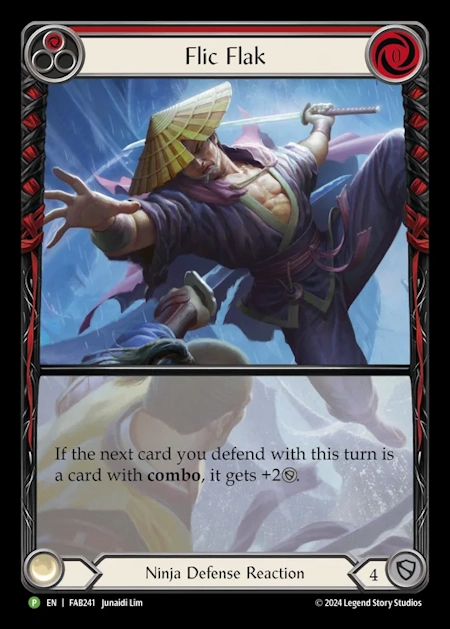 0
Flic Flak
If the next card you defend with this turn is
a card with combo, it gets +2.
Ninja Defense Reaction
4
P EN | FAB241 Junaidi Lim
© 2024 Legend Story Studios